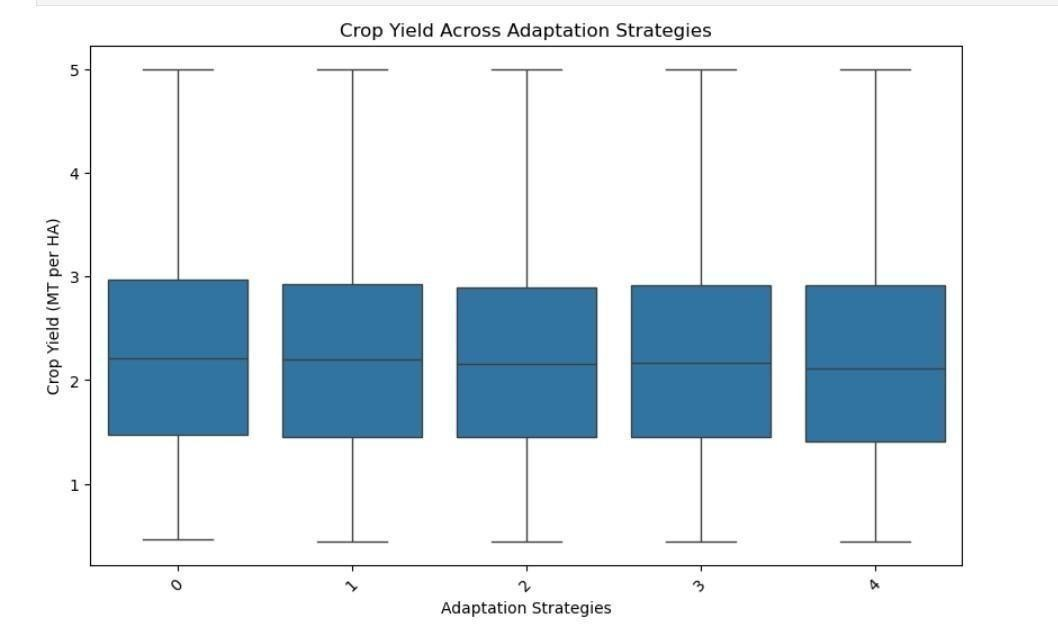 Crop Yield Across Adaptation Strategies
5
4
3
2
1
Crop Yield (MT per HA)
0 1 2 3 4
Adaptation Strategies